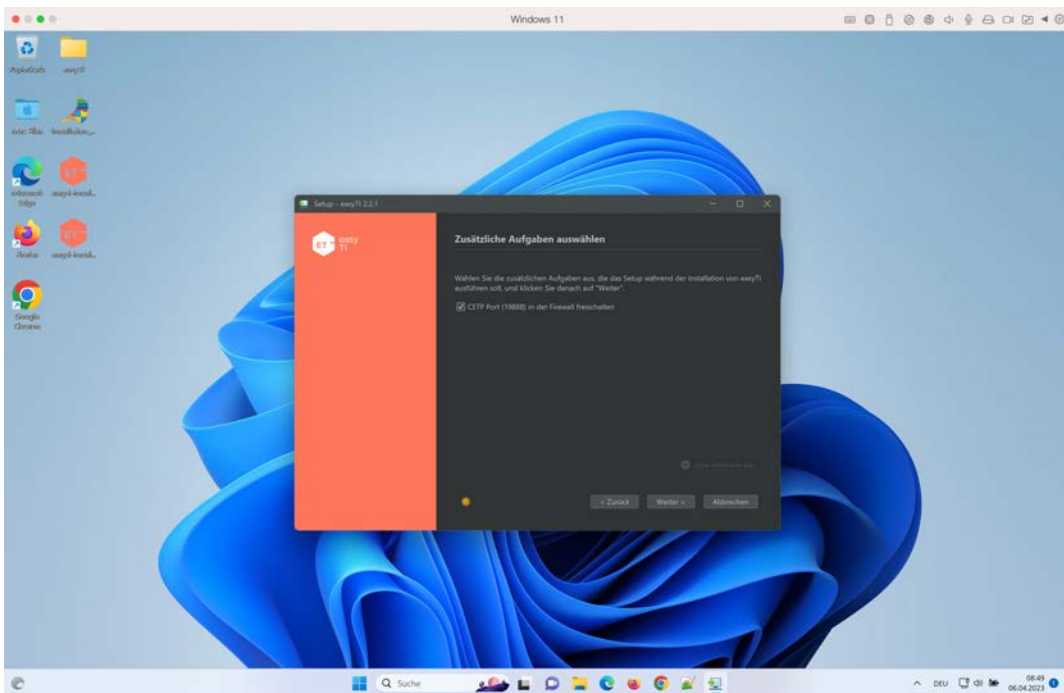 Windows 11
easyTI
Microsoft
Edge
Firefox
Google
Chrome
Setup - easyTI 2.2.1
ET easy
TI
Zusätzliche Aufgaben auswählen
Wählen Sie die zusätzlichen Aufgaben aus, die das Setup während der Installation von easyTI
ausführen soll, und klicken Sie danach auf "Weiter".
CETP Port (19888) in der Firewall freischalten
< Zurück
Weiter >
Abbrechen
Suche
DEU
08:49
06.04.2023